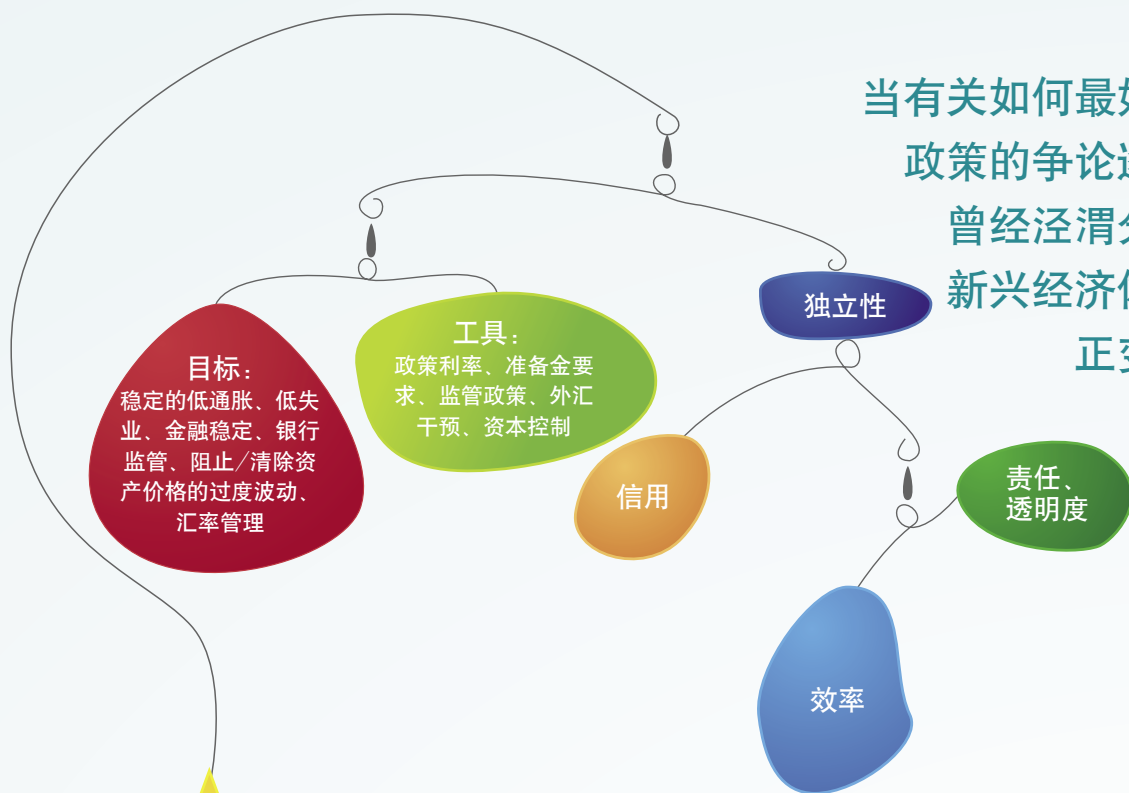 当有关如何最
政策的争论
曾经泾渭
新兴经济
正
独立性
目标：
稳定的低通胀、低失
业、金融稳定、银行
监管、阻止/清除资
产价格的过度波动、
汇率管理
工具：
政策利率、准备金要
求、监管政策、外汇
干预、资本控制
信用
责任、
透明度
效率